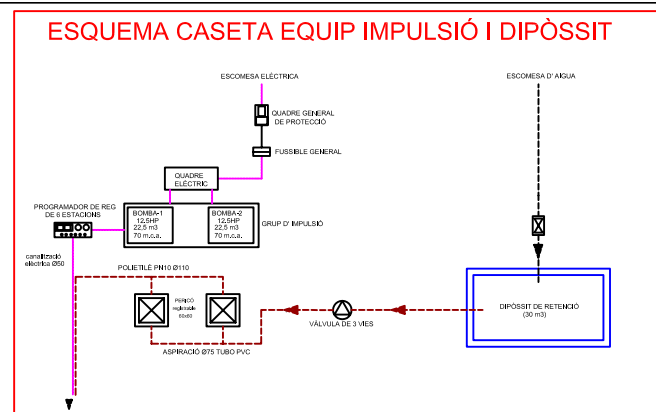 ESQUEMA CASETA EQUIP IMPULSIÓ I DIPÒSSIT
ESCOMESA ELÉCTRICA
ESCOMESA D' AIGUA
QUADRE GENERAL
DE PROTECCIÓ
FUSSIBLE GENERAL
QUADRE
ELÈCTRIC
PROGRAMADOR DE REG
DE 6 ESTACIONS
BOMBA-1
12.5HP
22,5 m3
70 m.c.a.
BOMBA-2
12.5HP
22,5 m3
70 m.c.a.
GRUP D' IMPULSIÓ
canalització
elèctrica Ø50
POLIETILÈ PN10 Ø110
PERICÓ
registrable
60x60
VÀLVULA DE 3 VÍES
DIPÒSSIT DE RETENCIÓ
(30 m3)
ASPIRACIÓ Ø75 TUBO PVC